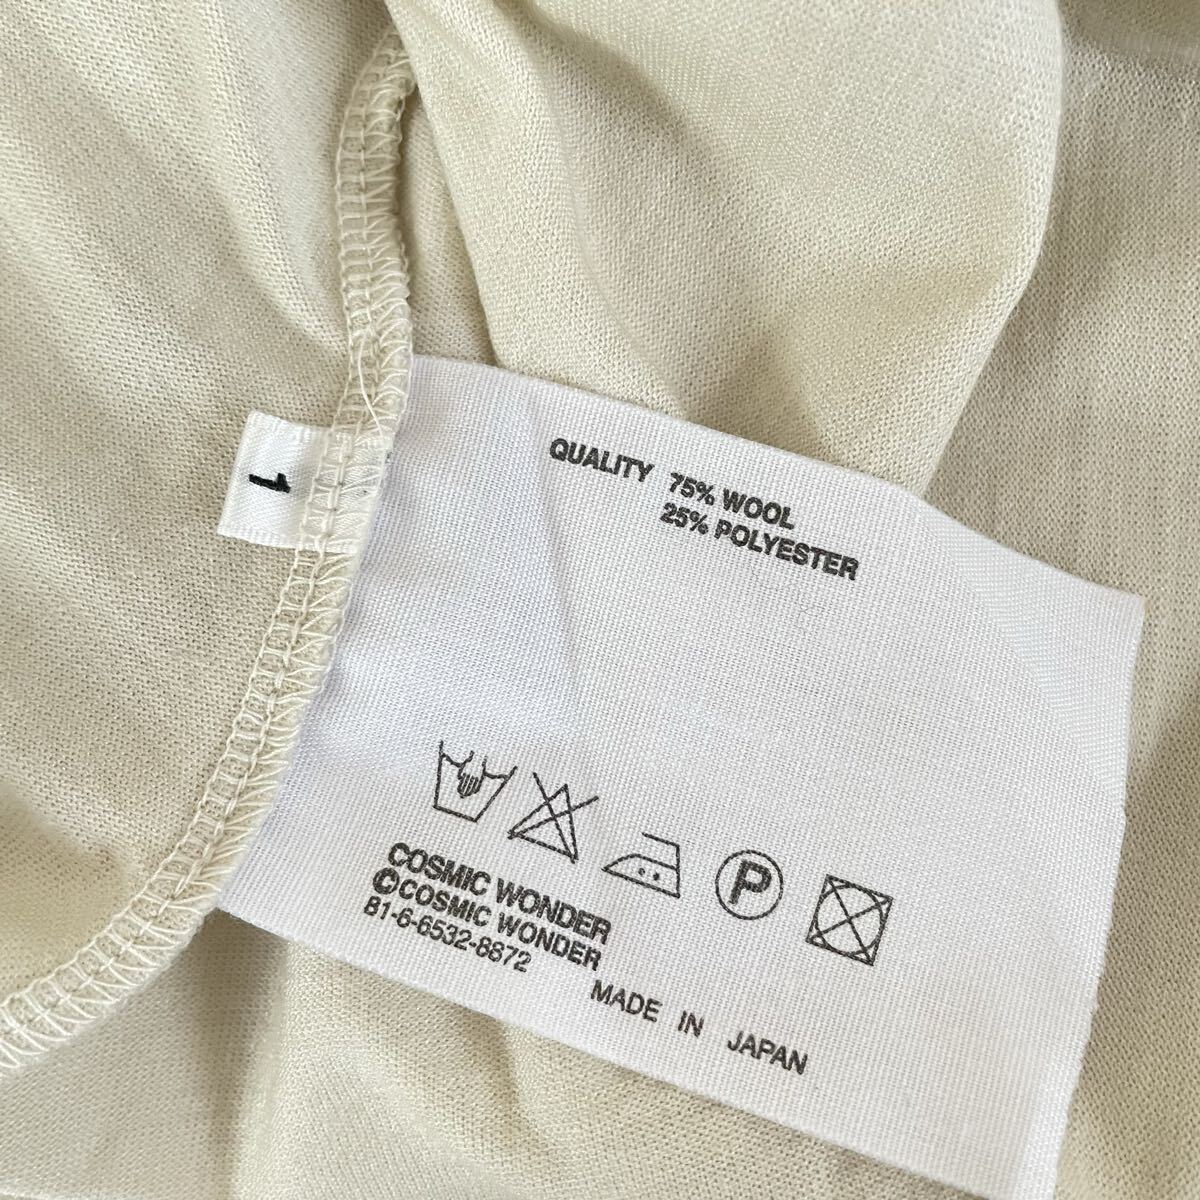 1
QUALITY 75% WOOL
25% POLYESTER
P
COSMIC WONDER
©COSMIC WONDER
81-6-6532-8872
MADE IN JAPAN